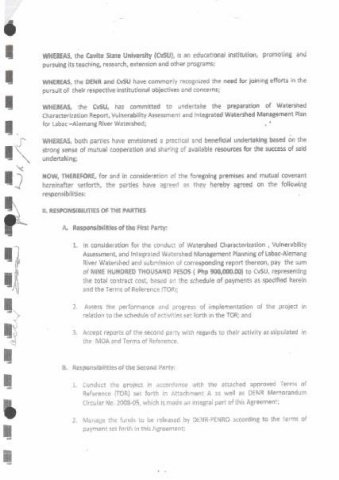 WHEREAS, the Cavite State University (CvSU), is an educational institution, promoting and
pursuing its teaching, research, extension and other programs;
WHEREAS, the DENR and CvSU have commonly recognized the need for joining efforts in the
pursuit of their respective institutional objectives and concerns;
WHEREAS, the CvSU, has committed to undertake the preparation of Watershed
Characterization Report, Vulnerability Assessment and Integrated Watershed Management Plan
for Labac –Alemang River Watershed;
WHEREAS, both parties have envisioned a practical and beneficial undertaking based on the
strong sense of mutual cooperation and sharing of available resources for the success of said
undertaking;
NOW, THEREFORE, for and in consideration of the foregoing premises and mutual covenant
hereinafter setforth, the parties agreed as they hereby agreed on the following
responsibilities:
II. RESPONSIBILITIES OF THE PARTIES
A. Responsibilities of the First Party:
1. In consideration for the conduct of Watershed Characterization , Vulnerability
Assessment, and Integrated Watershed Management Planning of Labac-Alemang
River Watershed and submission of corresponding report thereon, pay the sum
of NINE HUNDRED THOUSAND PESOS ( Php 900,000.00) to CvSU, representing
the total contract cost, based on the schedule of payments as specified herein
and the Terms of Reference (TOR);
2. Assess the performance and progress of implementation of the project in
relation to the schedule of activities set forth in the TOR; and
3. Accept reports of the second party with regards to their activity as stipulated in
the MOA and Terms of Reference.
B. Responsibilities of the Second Party:
1. Conduct the project in accordance with the attached approved Terms of
Reference (TOR) set forth in Attachment A as well as DENR Memorandum
Circular No. 2008-05, which is made an integral part of this Agreement;
2. Manage the funds to be released by DENR-PENRO according to the terms of
payment set forth in this Agreement;